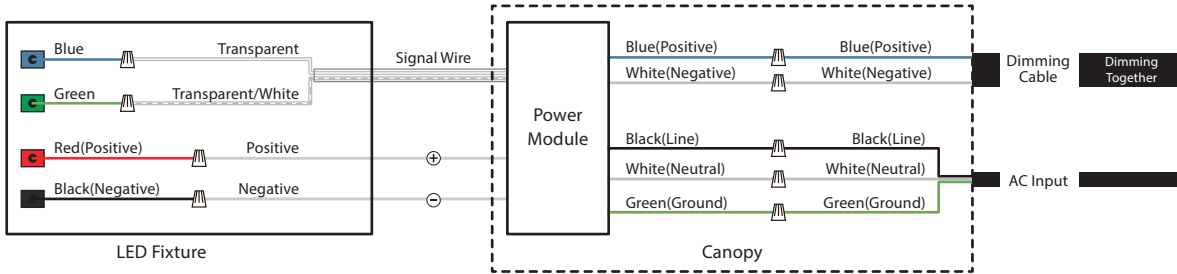 Blue
Transparent
Green
Transparent/White
Red(Positive)
Positive
Black(Negative)
Negative
LED Fixture
Signal Wire
+
−
Power
Module
Blue(Positive)
Blue(Positive)
White(Negative)
White(Negative)
Black(Line)
Black(Line)
White(Neutral)
White(Neutral)
Green(Ground)
Green(Ground)
Canopy
Dimming
Cable
Dimming
Together
AC Input